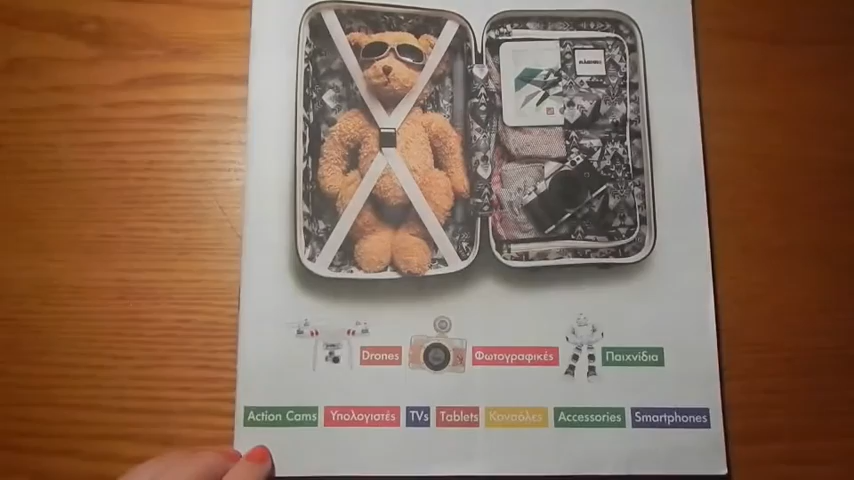 Drones Φωτογραφικές Παιχνίδια
Action Cams Υπολογιστές TVs Tablets Κονσόλες Accessories Smartphones